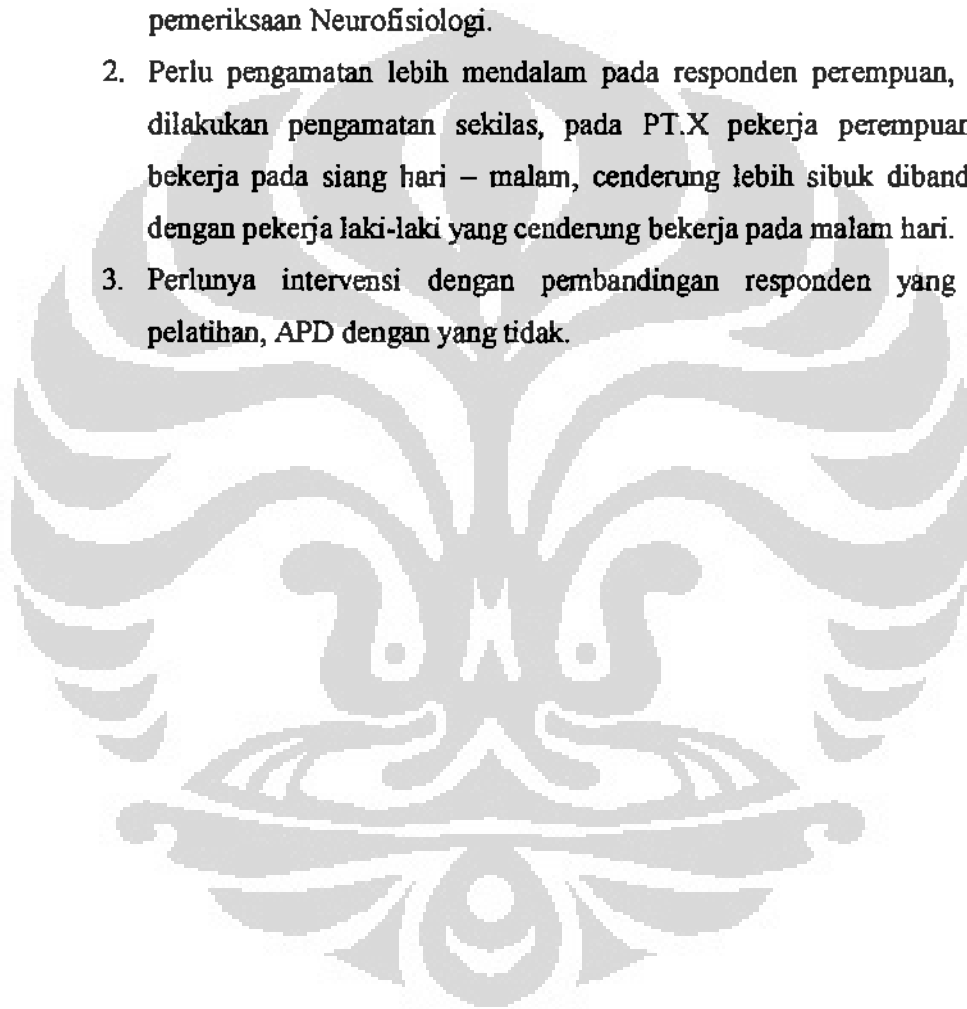 pemeriksaan Neurofisiologi.
2. Perlu pengamatan lebih mendalam pada responden perempuan,
dilakukan pengamatan sekilas, pada PT.X pekerja perempuan
bekerja pada siang hari – malam, cenderung lebih sibuk diband
dengan pekerja laki-laki yang cenderung bekerja pada malam hari.
3. Perlunya intervensi dengan pembandingan responden yang
pelatihan, APD dengan yang tidak.